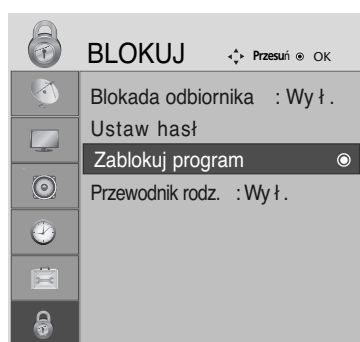 BLOKUJ Przesuń OK
Blokada odbiornika : Wył.
Ustaw hasł
Zablokuj program
Przewodnik rodz. : Wył.